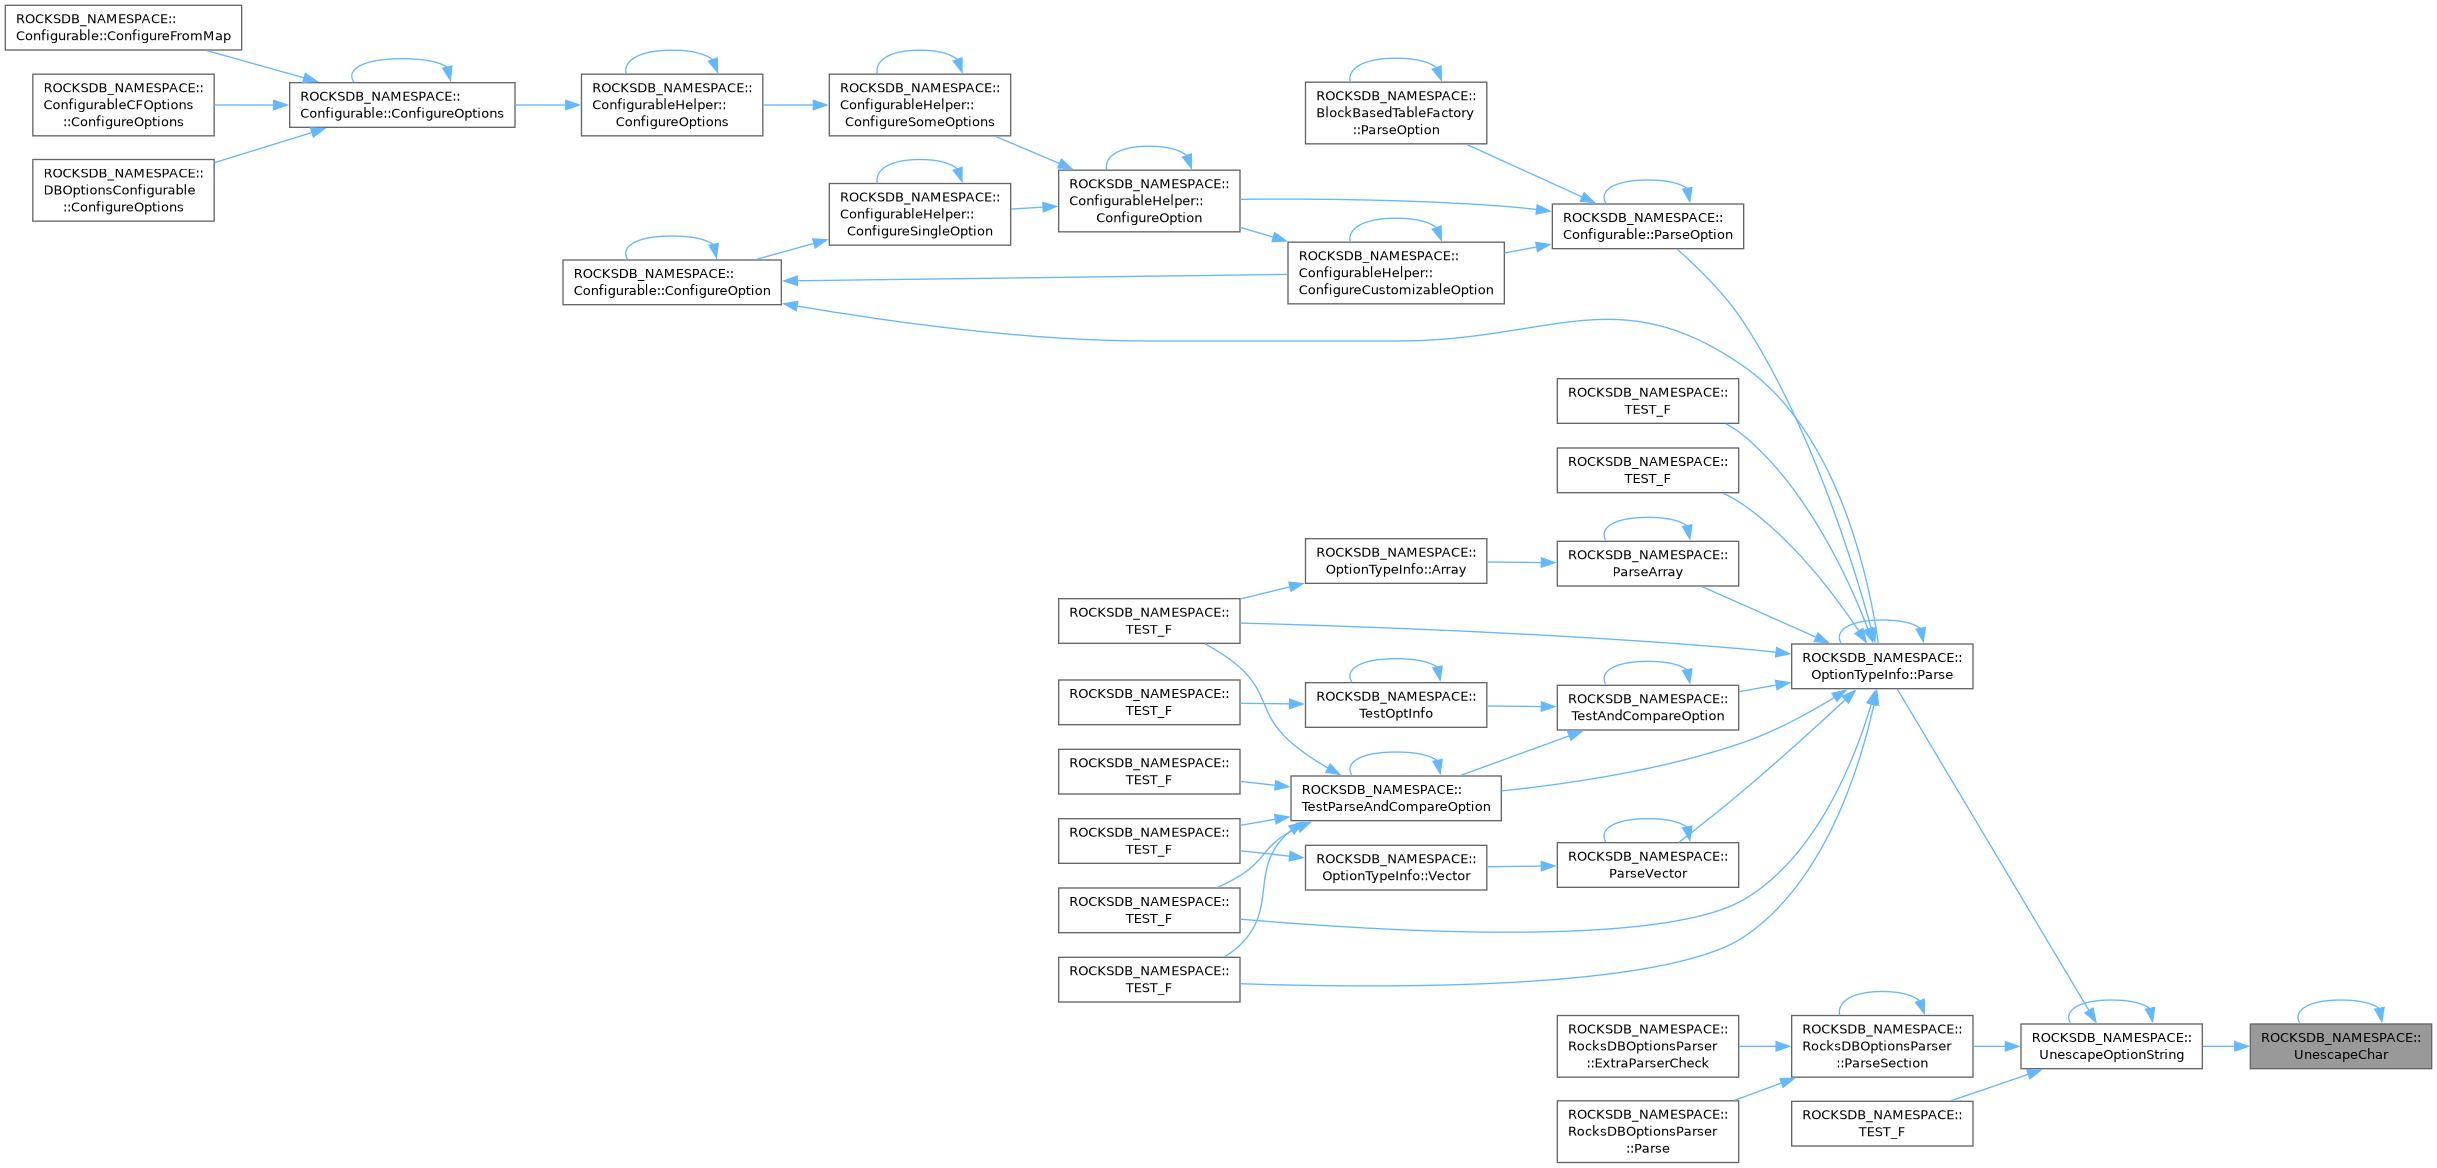 ROCKSDB_NAMESPACE::
Configurable::ConfigureFromMap
ROCKSDB_NAMESPACE::
ConfigurableCFOptions
::ConfigureOptions
ROCKSDB_NAMESPACE::
DBOptionsConfigurable
::ConfigureOptions
ROCKSDB_NAMESPACE::
Configurable::ConfigureOptions
ROCKSDB_NAMESPACE::
ConfigurableHelper::
ConfigureOptions
ROCKSDB_NAMESPACE::
ConfigurableHelper::
ConfigureSomeOptions
ROCKSDB_NAMESPACE::
ConfigurableHelper::
ConfigureSingleOption
ROCKSDB_NAMESPACE::
Configurable::ConfigureOption
ROCKSDB_NAMESPACE::
ConfigurableHelper::
ConfigureOption
ROCKSDB_NAMESPACE::
BlockBasedTableFactory
::ParseOption
ROCKSDB_NAMESPACE::
ConfigurableHelper::
ConfigureCustomizableOption
ROCKSDB_NAMESPACE::
Configurable::ParseOption
ROCKSDB_NAMESPACE::
TEST_F
ROCKSDB_NAMESPACE::
TEST_F
ROCKSDB_NAMESPACE::
OptionTypeInfo::Array
ROCKSDB_NAMESPACE::
ParseArray
ROCKSDB_NAMESPACE::
TEST_F
ROCKSDB_NAMESPACE::
OptionTypeInfo::Parse
ROCKSDB_NAMESPACE::
TEST_F
ROCKSDB_NAMESPACE::
TestOptInfo
ROCKSDB_NAMESPACE::
TestAndCompareOption
ROCKSDB_NAMESPACE::
TEST_F
ROCKSDB_NAMESPACE::
TestParseAndCompareOption
ROCKSDB_NAMESPACE::
TEST_F
ROCKSDB_NAMESPACE::
OptionTypeInfo::Vector
ROCKSDB_NAMESPACE::
ParseVector
ROCKSDB_NAMESPACE::
TEST_F
ROCKSDB_NAMESPACE::
TEST_F
ROCKSDB_NAMESPACE::
RocksDBOptionsParser
::ExtraParserCheck
ROCKSDB_NAMESPACE::
RocksDBOptionsParser
::ParseSection
ROCKSDB_NAMESPACE::
UnescapeOptionString
ROCKSDB_NAMESPACE::
UnescapeChar
ROCKSDB_NAMESPACE::
RocksDBOptionsParser
::Parse
ROCKSDB_NAMESPACE::
TEST_F